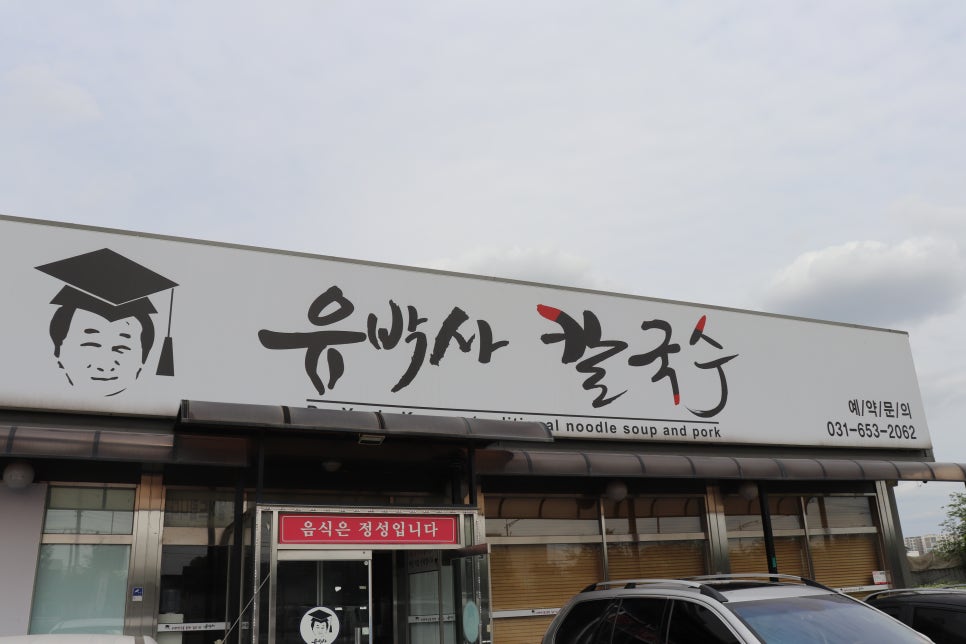 유박사 칼국수
noodle soup and pork
예/약/문/의
031-653-2062
음식은 정성입니다